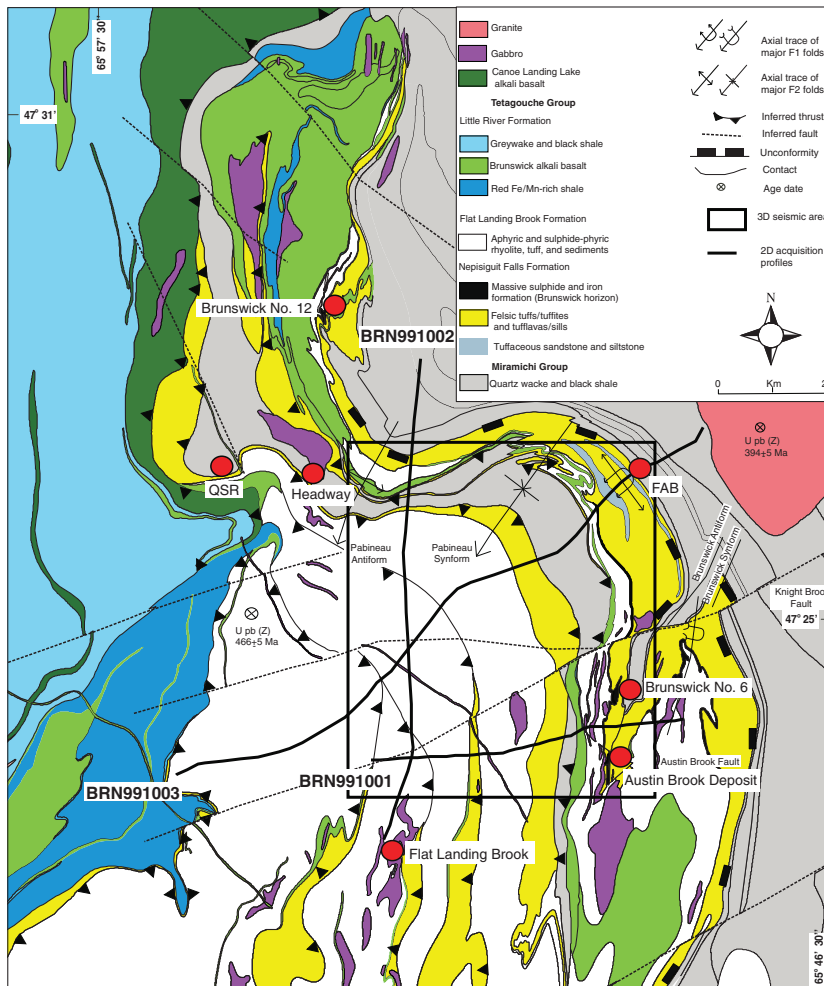 65° 57' 30"
47° 31'
Granite
Gabbro
Canoe Landing Lake
alkali basalt
Tetagouche Group
Little River Formation
Greywake and black shale
Brunswick alkali basalt
Red Fe/Mn-rich shale
Flat Landing Brook Formation
Aphyric and sulphide-phyric
rhyolite, tuff, and sediments
Nepisiguit Falls Formation
Massive sulphide and iron
formation (Brunswick horizon)
Felsic tuffs/tuffites
and tufflavas/sills
Tuffaceous sandstone and siltstone
Miramichi Group
Quartz wacke and black shale
Axial trace of
major F1 folds
Axial trace of
major F2 folds
Inferred thrust
Inferred fault
Unconformity
Contact
Age date
3D seismic area
2D acquisition
profiles
N
0 Km 2
Brunswick No. 12
BRN991002
U pb (Z)
394±5 Ma
QSR
Headway
FAB
Pabineau
Antiform
Pabineau
Synform
Brunswick Antiform
Brunswick Synform
Knight Brook
Fault
47° 25'
U pb (Z)
466±5 Ma
Brunswick No. 6
Austin Brook Fault
Austin Brook Deposit
BRN991003
BRN991001
Flat Landing Brook
65° 46' 30"